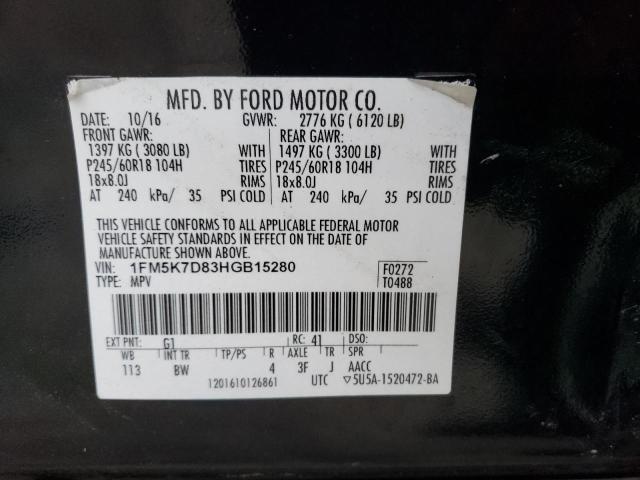 MFD. BY FORD MOTOR CO.
DATE: 10/16 GVWR: 2776 KG ( 6120 LB)
FRONT GAWR: REAR GAWR:
1397 KG ( 3080 LB) WITH 1497 KG ( 3300 LB) WITH
P245/60R18 104H TIRES P245/60R18 104H TIRES
18x8.0J RIMS 18x8.0J RIMS
AT 240 kPa/ 35 PSI COLD AT 240 kPa/ 35 PSI COLD
THIS VEHICLE CONFORMS TO ALL APPLICABLE FEDERAL MOTOR
VEHICLE SAFETY STANDARDS IN EFFECT ON THE DATE OF
MANUFACTURE SHOWN ABOVE.
VIN: 1FM5K7D83HGB15280 F0272
TYPE: MPV T0488
EXT PNT: G1 RC: 41 DSO:
WB INT TR TP/PS R AXLE TR SPR
113 BW 4 3F J AACC
1201610126861 UTC ▽5U5A-1520472-BA